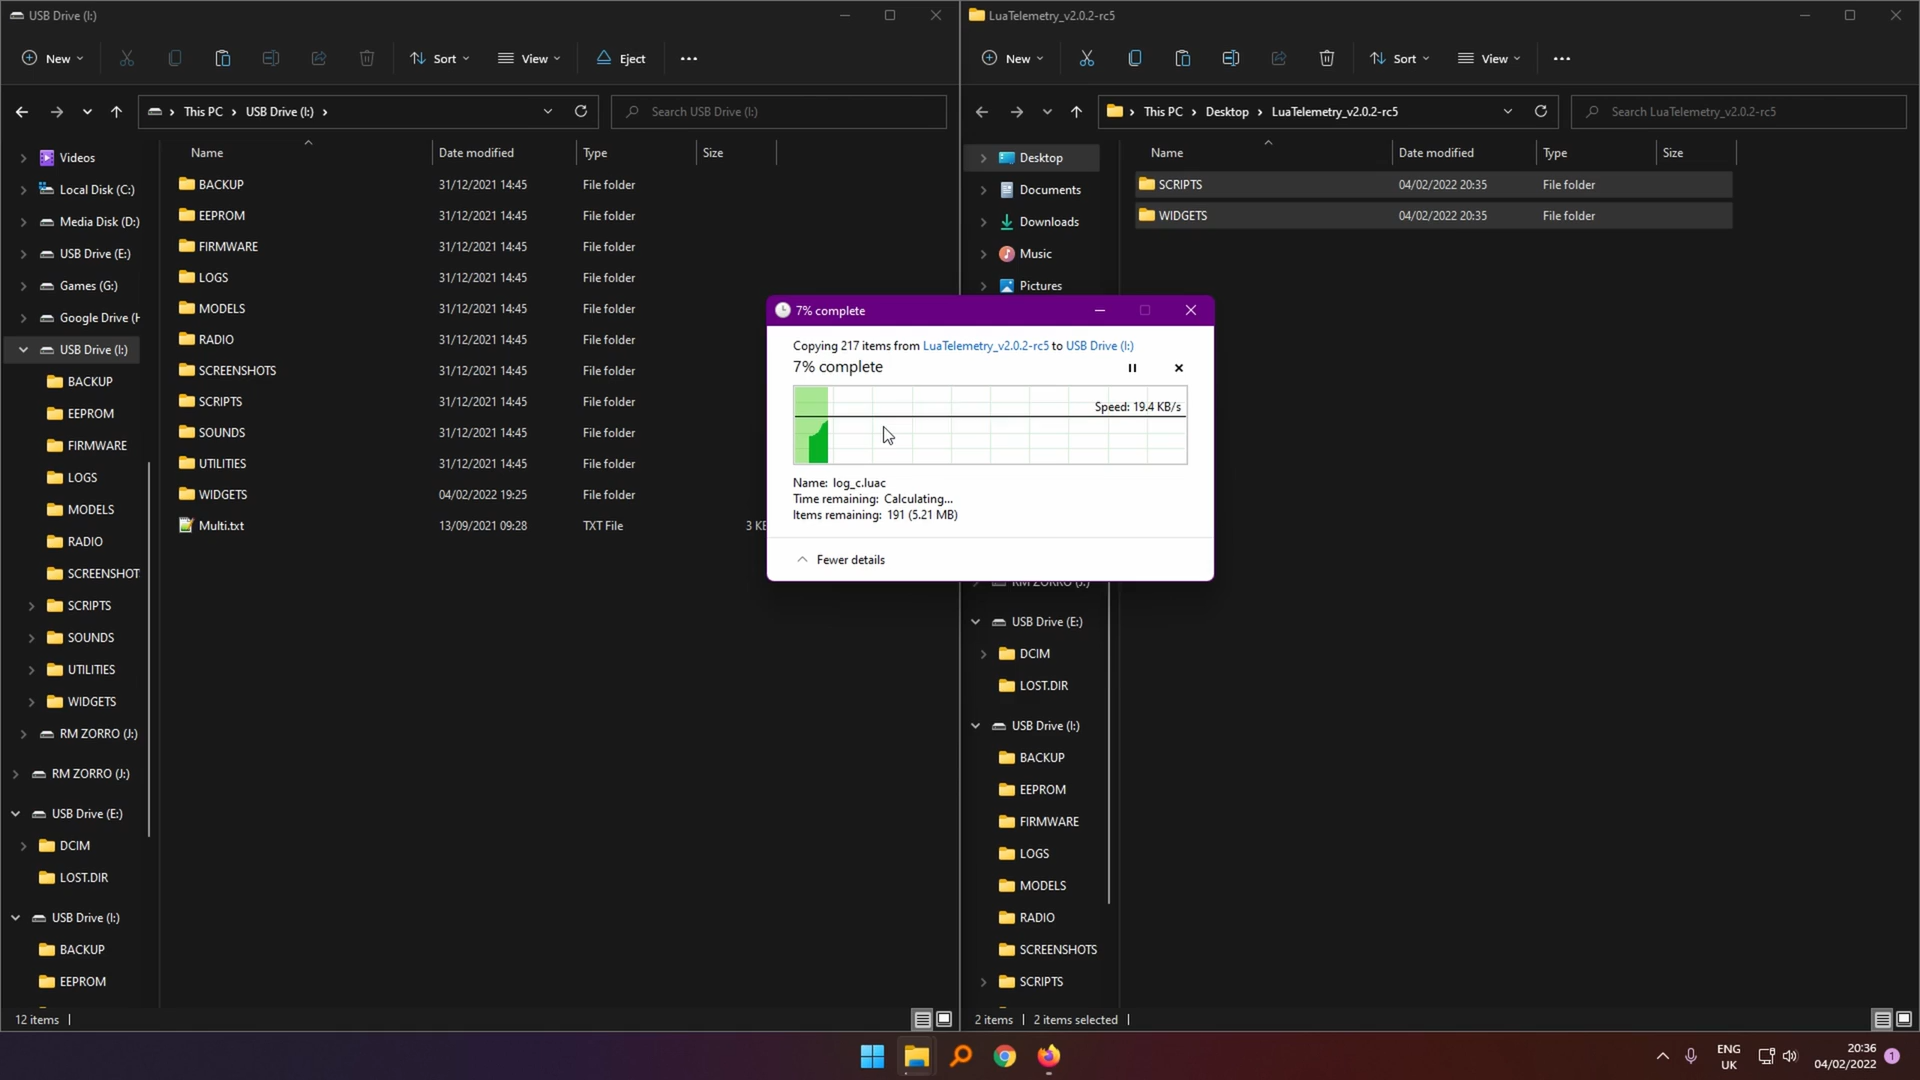 USB Drive (I:)
New
Sort
View
Eject
This PC
USB Drive (I:)
Search USB Drive (I:)
Name
Date modified
Type
Size
Videos
Local Disk (C:)
Media Disk (D:)
USB Drive (E:)
Games (G:)
Google Drive (H
USB Drive (I:)
BACKUP
EEPROM
FIRMWARE
LOGS
MODELS
RADIO
SCREENSHOT
SCRIPTS
SOUNDS
UTILITIES
WIDGETS
RM ZORRO (J:)
RM ZORRO (J:)
USB Drive (E:)
DCIM
LOST.DIR
USB Drive (I:)
BACKUP
EEPROM
BACKUP 31/12/2021 14:45 File folder
EEPROM 31/12/2021 14:45 File folder
FIRMWARE 31/12/2021 14:45 File folder
LOGS 31/12/2021 14:45 File folder
MODELS 31/12/2021 14:45 File folder
RADIO 31/12/2021 14:45 File folder
SCREENSHOTS 31/12/2021 14:45 File folder
SCRIPTS 31/12/2021 14:45 File folder
SOUNDS 31/12/2021 14:45 File folder
UTILITIES 31/12/2021 14:45 File folder
WIDGETS 04/02/2022 19:25 File folder
Multi.txt 13/09/2021 09:28 TXT File 3 KB
12 items
LuaTelemetry_v2.0.2-rc5
New
Sort
View
This PC
Desktop
LuaTelemetry_v2.0.2-rc5
Search LuaTelemetry_v2.0.2-rc5
Name
Date modified
Type
Size
Desktop
Documents
Downloads
Music
Pictures
RM ZORRO (J:)
USB Drive (E:)
DCIM
LOST.DIR
USB Drive (I:)
BACKUP
EEPROM
FIRMWARE
LOGS
MODELS
RADIO
SCREENSHOTS
SCRIPTS
SCRIPTS 04/02/2022 20:35 File folder
WIDGETS 04/02/2022 20:35 File folder
2 items
2 items selected
7% complete
Copying 217 items from LuaTelemetry_v2.0.2-rc5 to USB Drive (I:)
7% complete
Speed: 19.4 KB/s
Name: log_c.luac
Time remaining: Calculating...
Items remaining: 191 (5.21 MB)
Fewer details
ENG
UK
20:36
04/02/2022
1